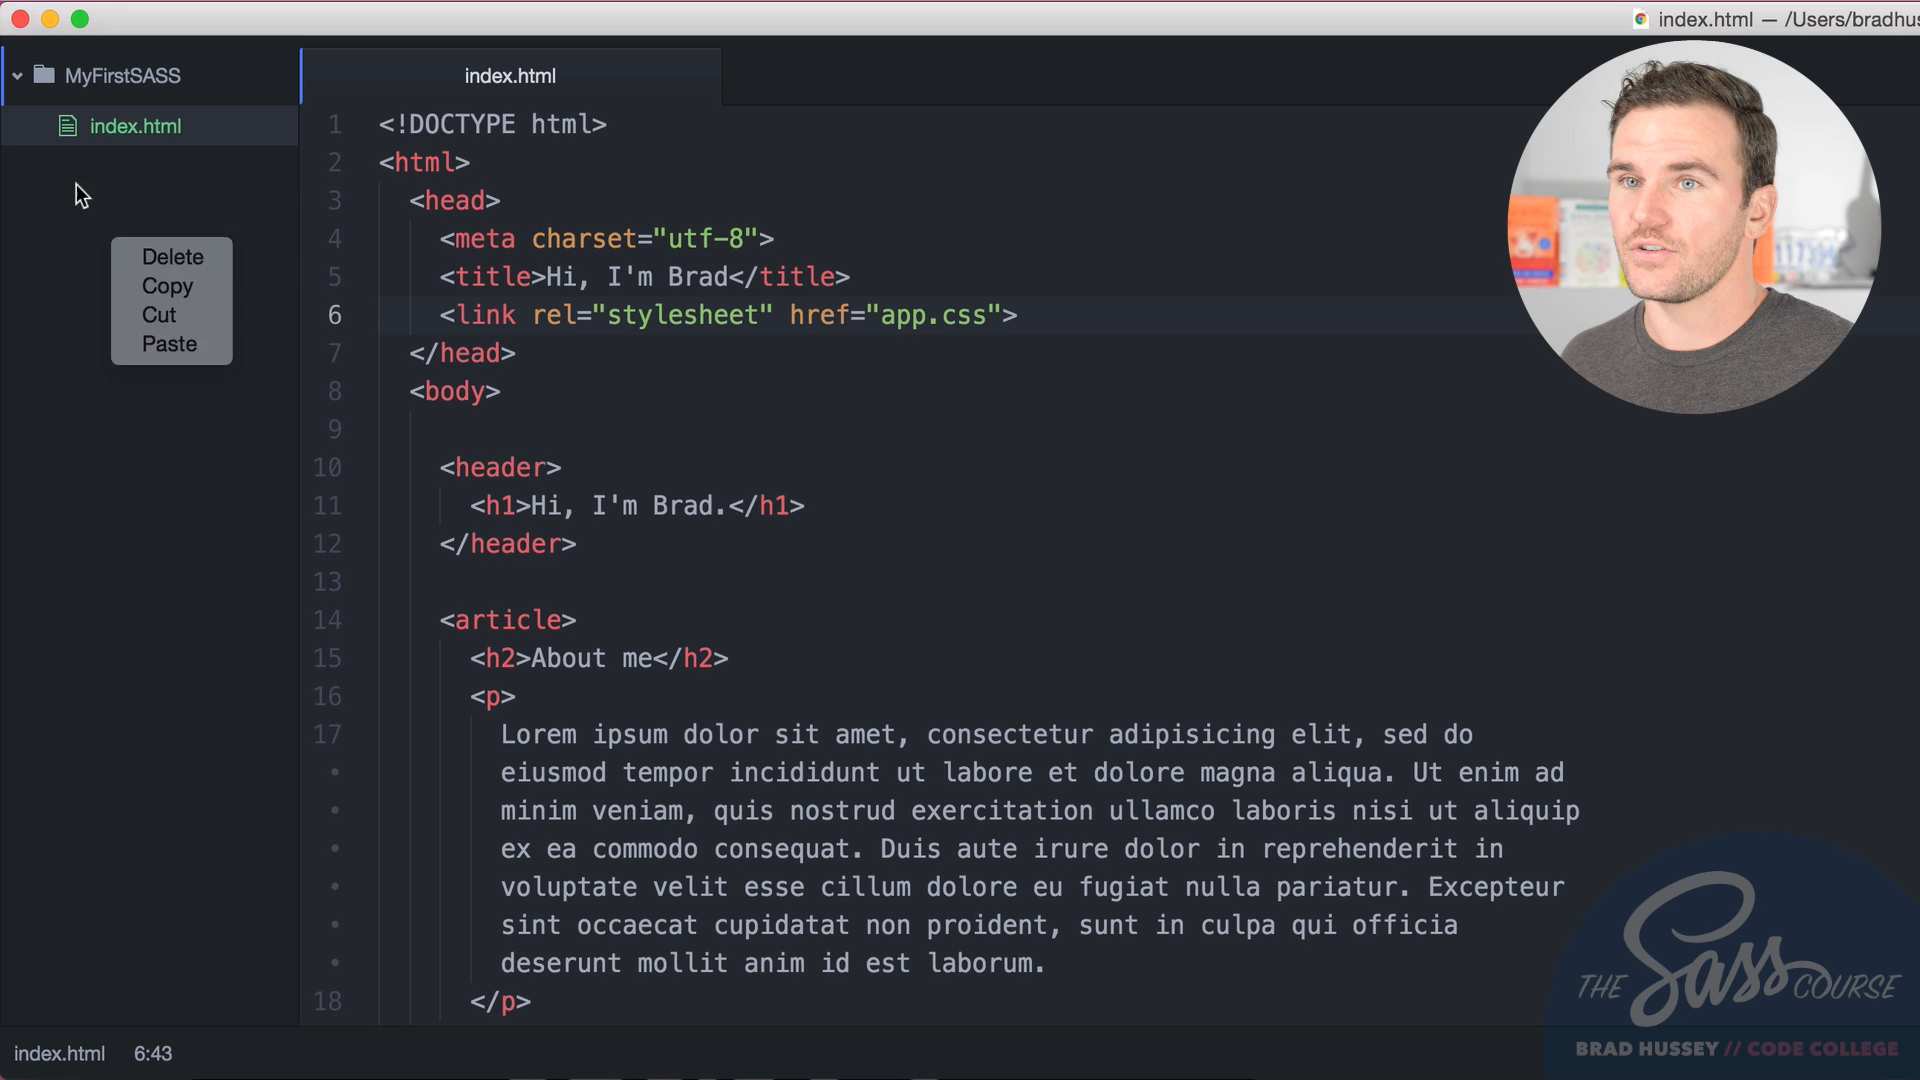 index.html — /Users/bradhus
MyFirstSASS
index.html
index.html
Delete
Copy
Cut
Paste
1 <!DOCTYPE html>
2 <html>
3 <head>
4 <meta charset="utf-8">
5 <title>Hi, I'm Brad</title>
6 <link rel="stylesheet" href="app.css">
7 </head>
8 <body>
9
10 <header>
11 <h1>Hi, I'm Brad.</h1>
12 </header>
13
14 <article>
15 <h2>About me</h2>
16 <p>
17 Lorem ipsum dolor sit amet, consectetur adipisicing elit, sed do
• eiusmod tempor incididunt ut labore et dolore magna aliqua. Ut enim ad
• minim veniam, quis nostrud exercitation ullamco laboris nisi ut aliquip
• ex ea commodo consequat. Duis aute irure dolor in reprehenderit in
• voluptate velit esse cillum dolore eu fugiat nulla pariatur. Excepteur
• sint occaecat cupidatat non proident, sunt in culpa qui officia
• deserunt mollit anim id est laborum.
18 </p>
index.html 6:43
THE Sass COURSE
BRAD HUSSEY // CODE COLLEGE